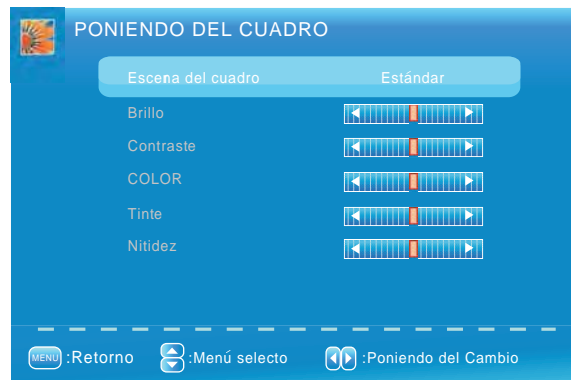 PONIENDO DEL CUADRO
Escena del cuadro Estándar
Brillo
Contraste
COLOR
Tinte
Nitidez
MENU :Retorno :Menú selecto :Poniendo del Cambio